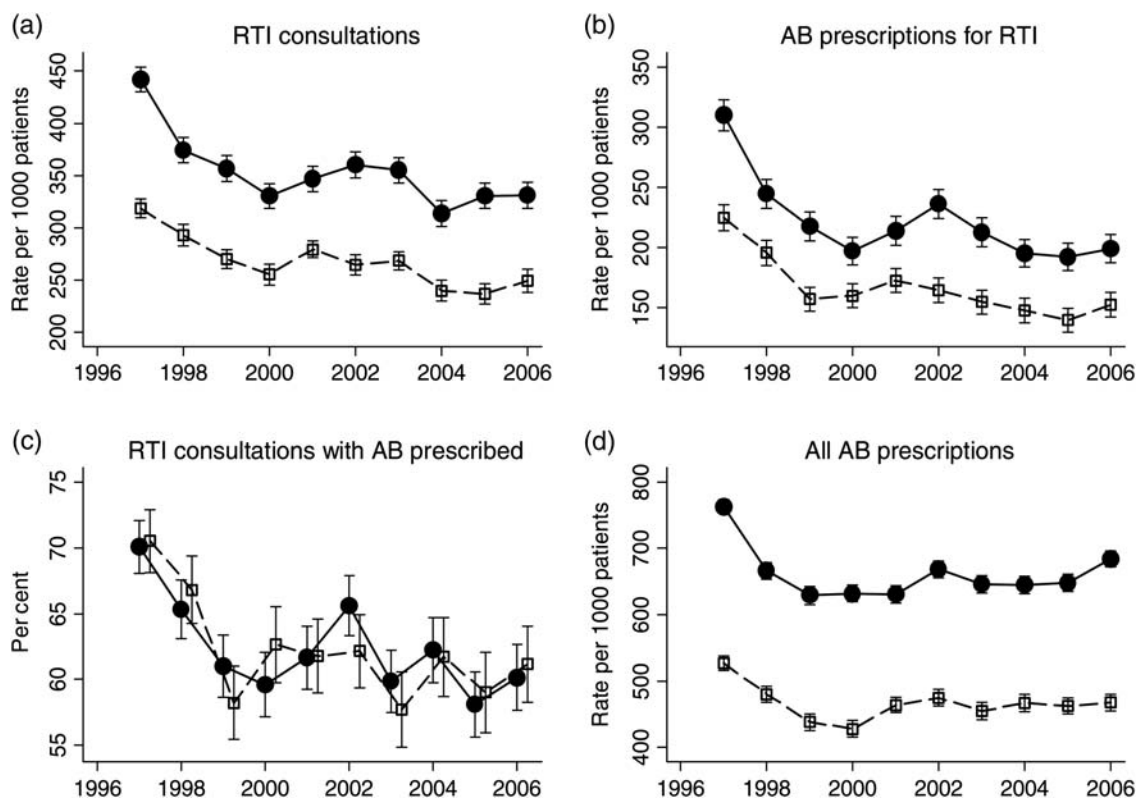 (a)
RTI consultations
Rate per 1000 patients
450
400
350
300
250
200
1996 1998 2000 2002 2004 2006
(b)
AB prescriptions for RTI
Rate per 1000 patients
350
300
250
200
150
1996 1998 2000 2002 2004 2006
(c)
RTI consultations with AB prescribed
Per cent
75
70
65
60
55
1996 1998 2000 2002 2004 2006
(d)
All AB prescriptions
Rate per 1000 patients
800
700
600
500
400
1996 1998 2000 2002 2004 2006